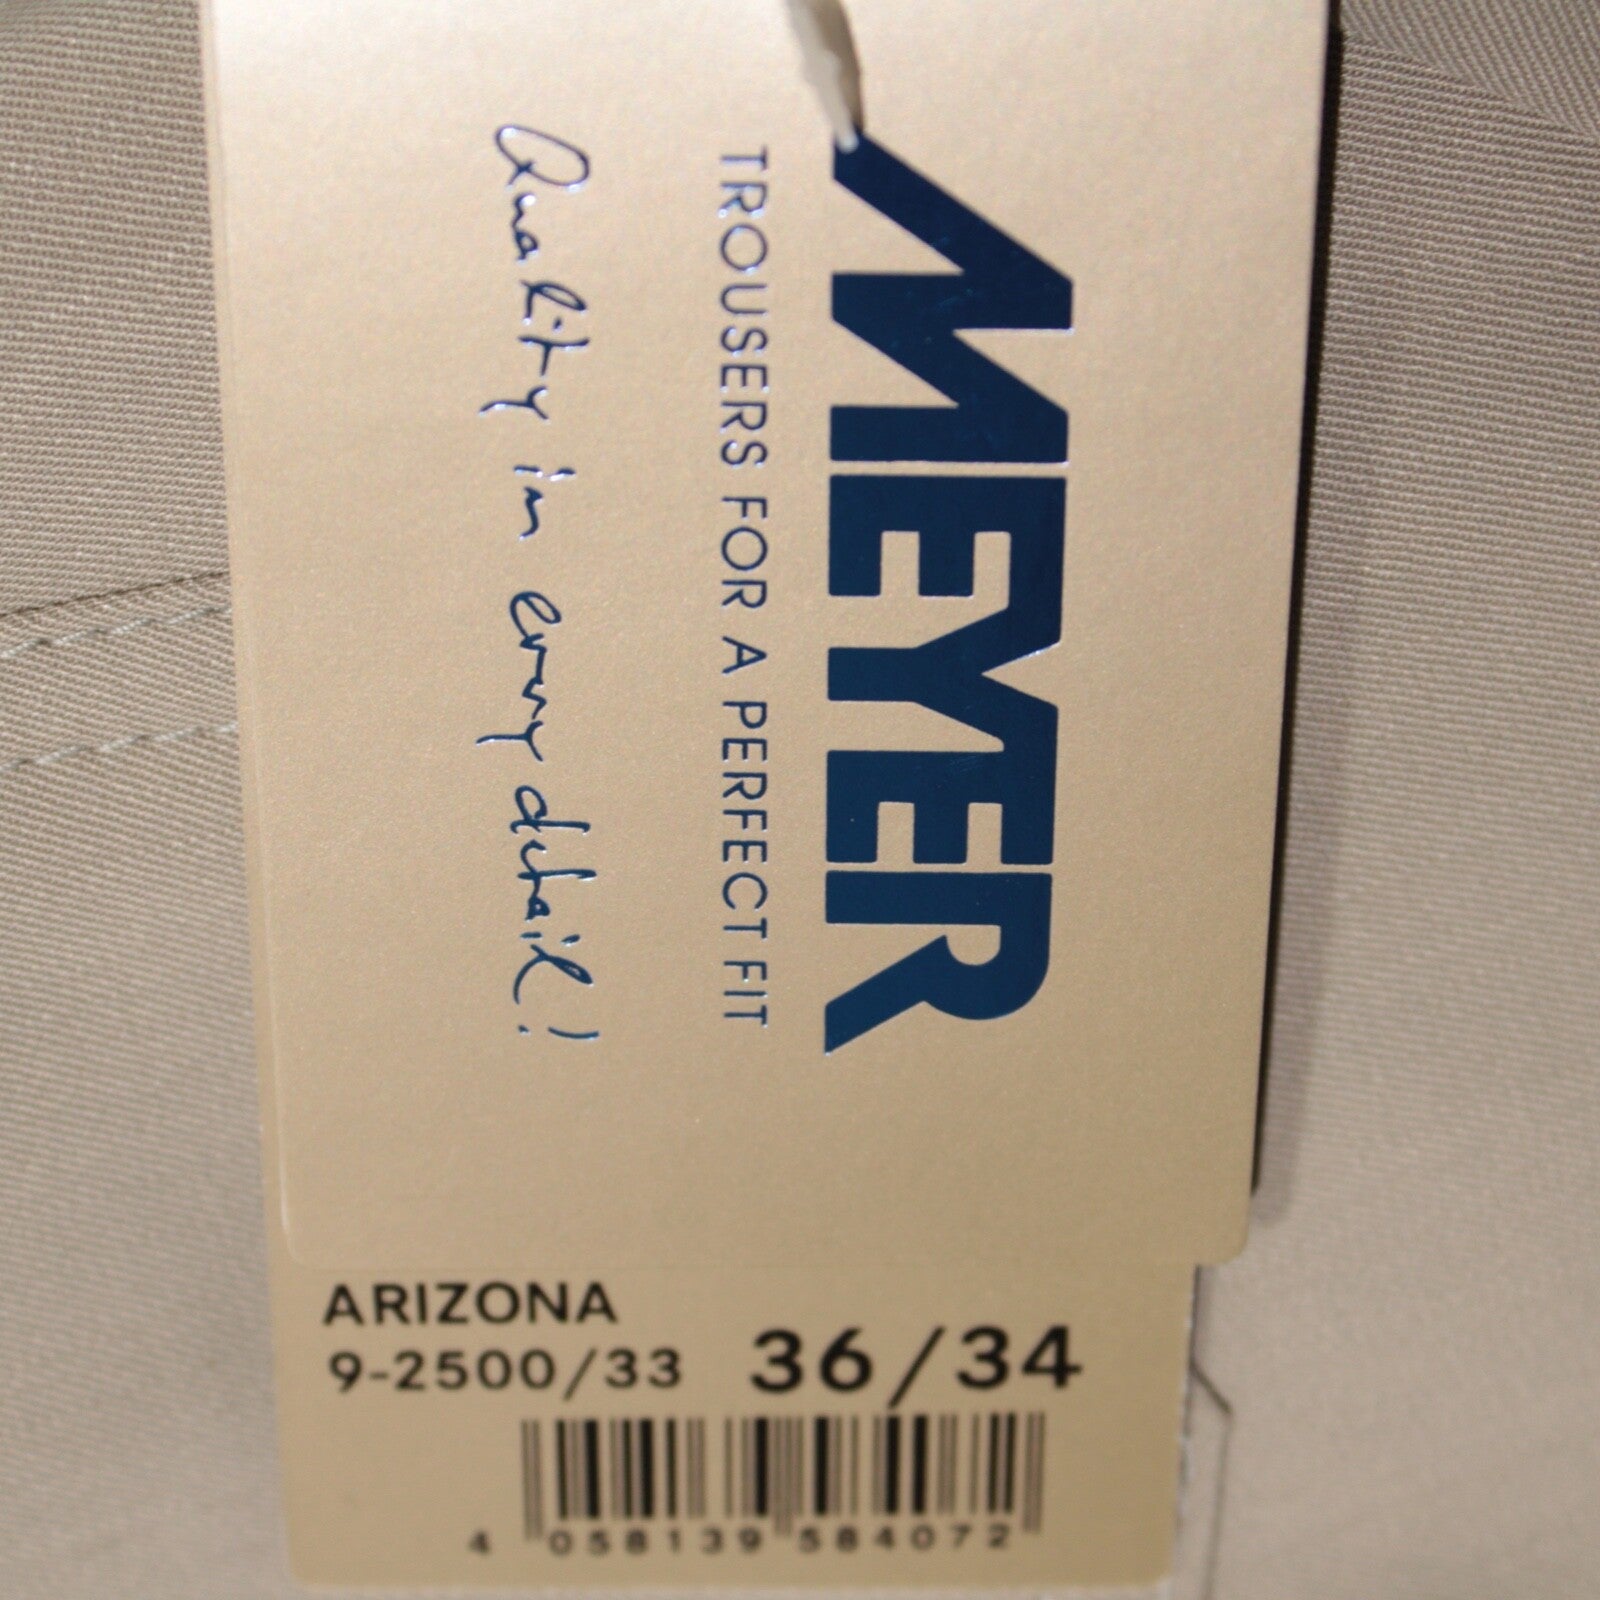 MEYER
TROUSERS FOR A PERFECT FIT
Quality in every detail!
ARIZONA
9-2500/33 36/34
4 058139 584072